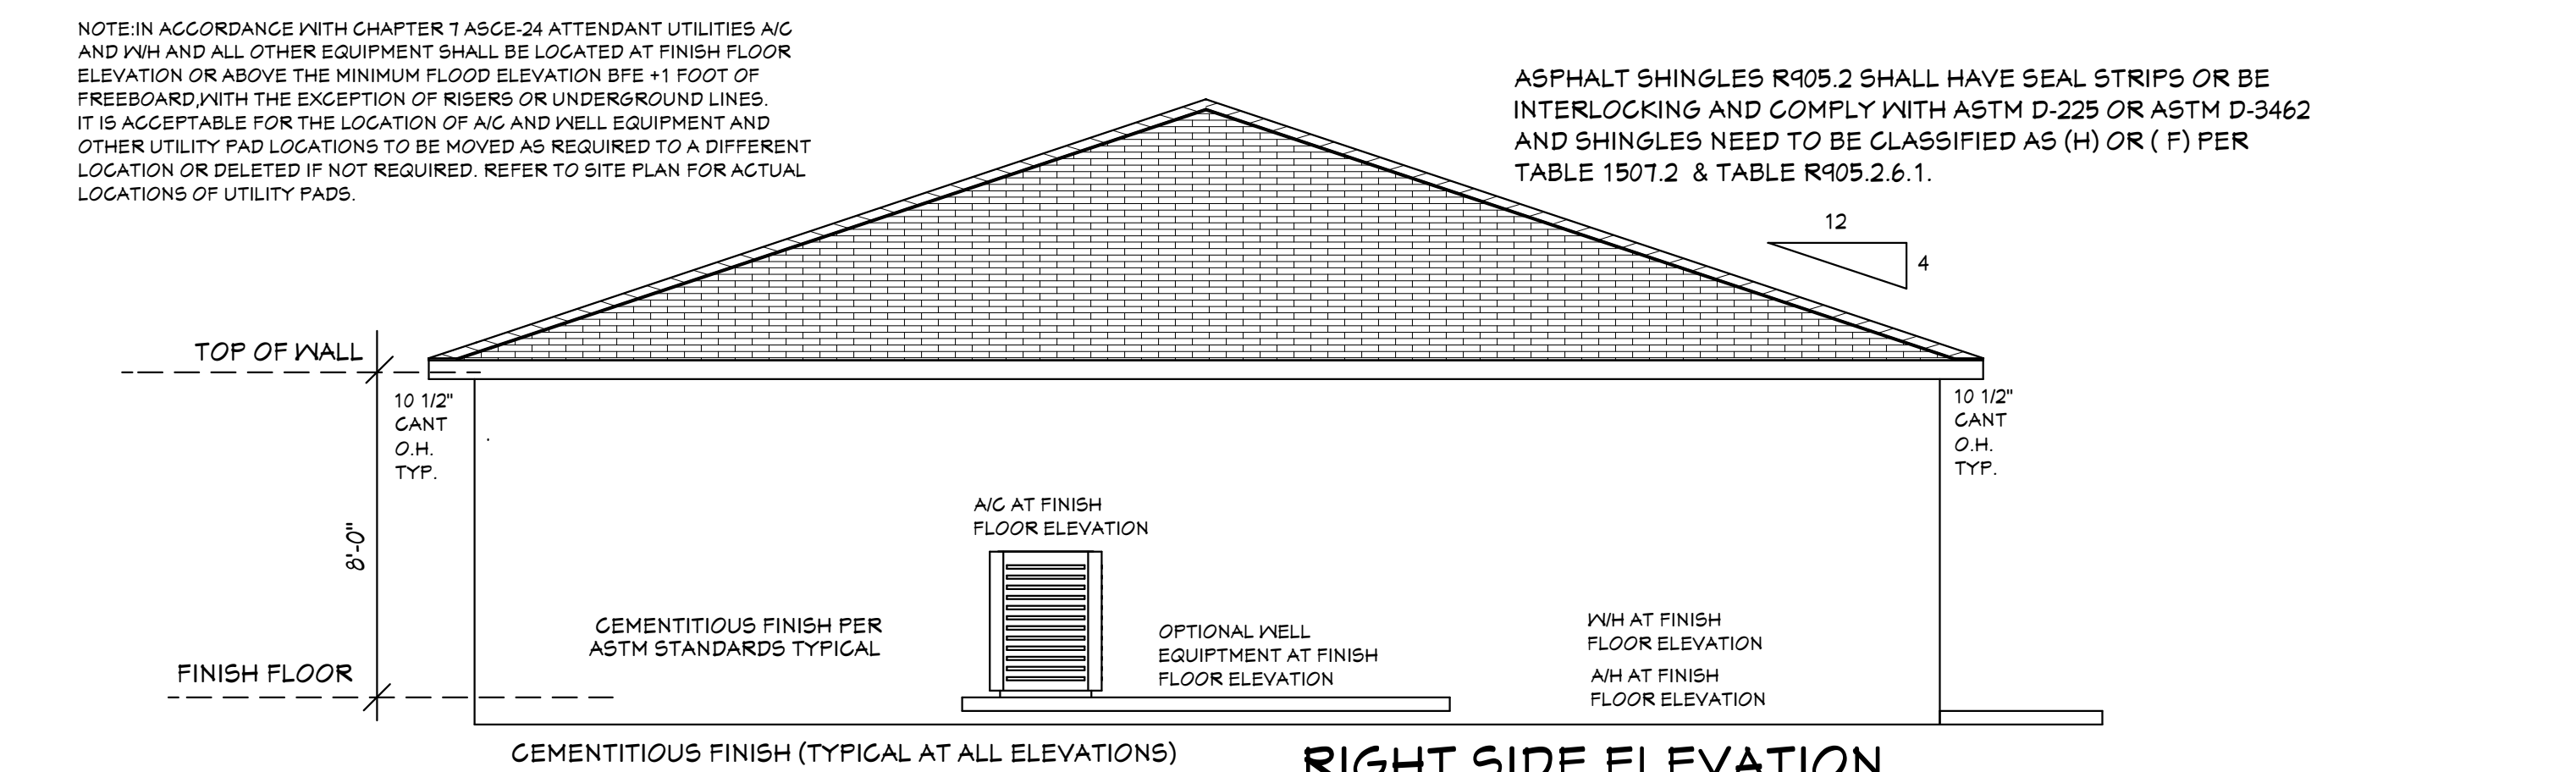 NOTE:IN ACCORDANCE WITH CHAPTER 7 ASCE-24 ATTENDANT UTILITIES A/C
AND W/H AND ALL OTHER EQUIPMENT SHALL BE LOCATED AT FINISH FLOOR
ELEVATION OR ABOVE THE MINIMUM FLOOD ELEVATION BFE +1 FOOT OF
FREEBOARD,WITH THE EXCEPTION OF RISERS OR UNDERGROUND LINES.
IT IS ACCEPTABLE FOR THE LOCATION OF A/C AND WELL EQUIPMENT AND
OTHER UTILITY PAD LOCATIONS TO BE MOVED AS REQUIRED TO A DIFFERENT
LOCATION OR DELETED IF NOT REQUIRED. REFER TO SITE PLAN FOR ACTUAL
LOCATIONS OF UTILITY PADS.
ASPHALT SHINGLES R905.2 SHALL HAVE SEAL STRIPS OR BE
INTERLOCKING AND COMPLY WITH ASTM D-225 OR ASTM D-3462
AND SHINGLES NEED TO BE CLASSIFIED AS (H) OR ( F) PER
TABLE 1507.2 & TABLE R905.2.6.1.
12
4
TOP OF WALL
10 1/2"
CANT
O.H.
TYP.
10 1/2"
CANT
O.H.
TYP.
8'-0"
A/C AT FINISH
FLOOR ELEVATION
CEMENTITIOUS FINISH PER
ASTM STANDARDS TYPICAL
OPTIONAL WELL
EQUIPTMENT AT FINISH
FLOOR ELEVATION
W/H AT FINISH
FLOOR ELEVATION
A/H AT FINISH
FLOOR ELEVATION
FINISH FLOOR
CEMENTITIOUS FINISH (TYPICAL AT ALL ELEVATIONS)
RIGHT SIDE ELEVATION